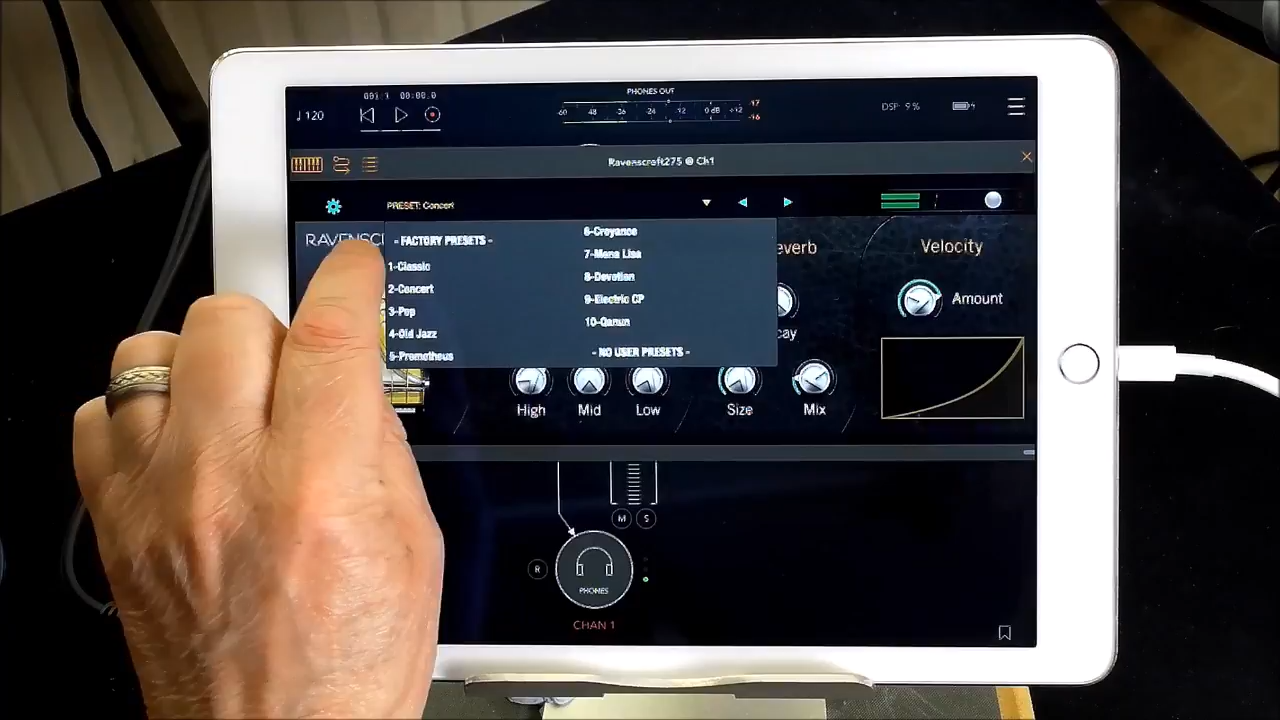 PHONES OUT
001:1 00:00.0
♩120
-60 48 36 24 -12 0 dB +12
-17
-16
DSP: 9 %
Ravenscroft275 @ Ch1
PRESET: Concert
RAVENSC
- FACTORY PRESETS -
1-Classic
2-Concert
3-Pop
4-Old Jazz
5-Prometheus
6-Croyance
7-Mona Lisa
8-Devotion
9-Electric CP
10-Qanun
- NO USER PRESETS -
everb
cay
Velocity
Amount
High Mid Low Size Mix
M S
R
PHONES
CHAN 1